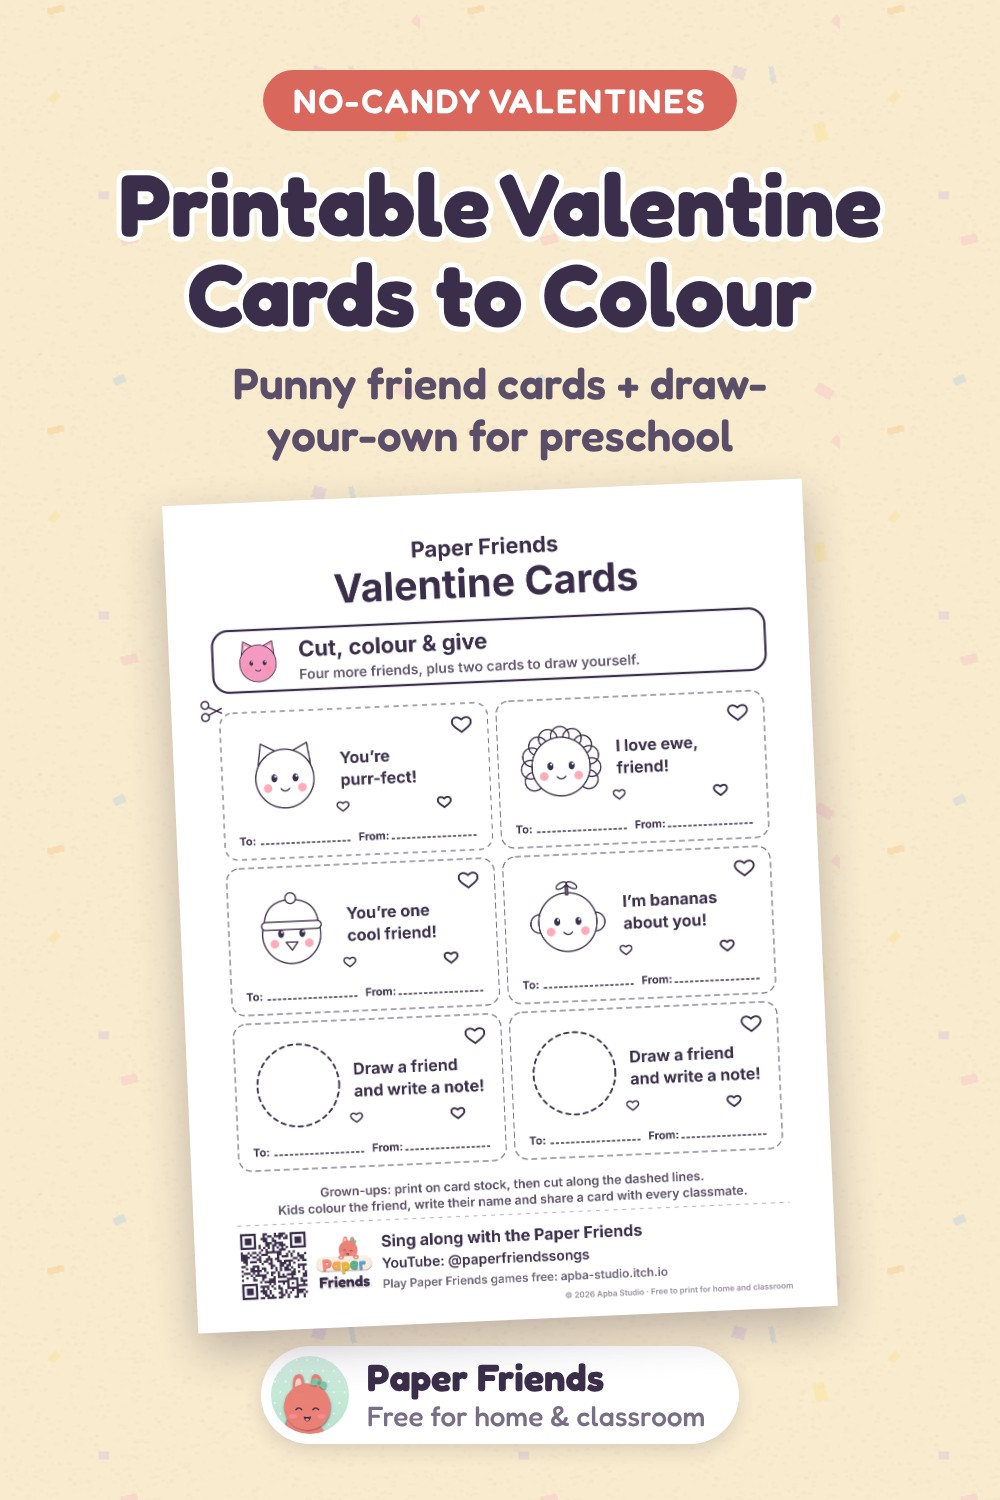 NO-CANDY VALENTINES
Printable Valentine
Cards to Colour
Punny friend cards + draw-
your-own for preschool
Paper Friends
Valentine Cards
Cut, colour & give
Four more friends, plus two cards to draw yourself.
You're
purr-fect!
To: From:
I love ewe,
friend!
To: From:
You're one
cool friend!
To: From:
I'm bananas
about you!
To: From:
Draw a friend
and write a note!
To: From:
Draw a friend
and write a note!
To: From:
Grown-ups: print on card stock, then cut along the dashed lines.
Kids colour the friend, write their name and share a card with every classmate.
Paper
Friends
Sing along with the Paper Friends
YouTube: @paperfriendssongs
Play Paper Friends games free: apba-studio.itch.io
© 2026 Apba Studio · Free to print for home and classroom
Paper Friends
Free for home & classroom